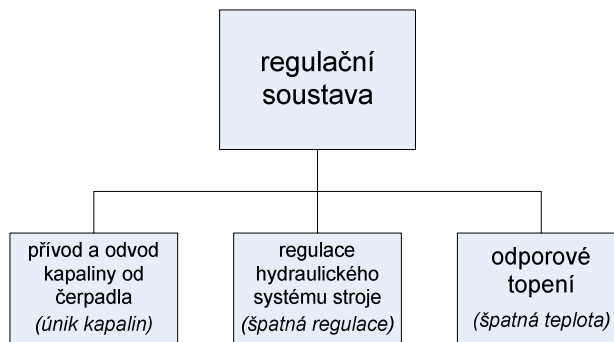 regulační
soustava
přívod a odvod
kapaliny od
čerpadla
(únik kapalin)
regulace
hydraulického
systému stroje
(špatná regulace)
odporové
topení
(špatná teplota)